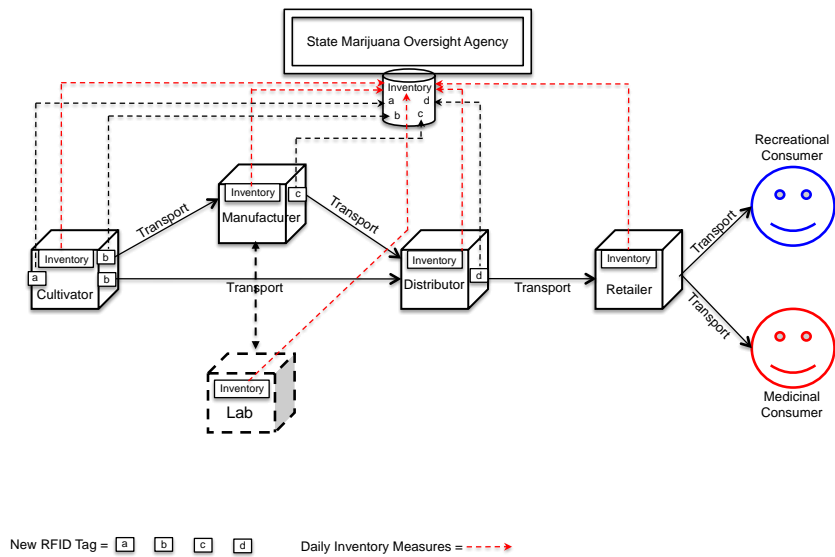 State Marijuana Oversight Agency
Inventory
a d
b c
Recreational
Consumer
Inventory c
Manufacturer
Transport
Transport
Transport
Inventory b
a b
Cultivator
Transport
Inventory
d
Distributor
Transport
Inventory
Retailer
Transport
Inventory
Lab
Medicinal
Consumer
New RFID Tag = a b c d
Daily Inventory Measures =